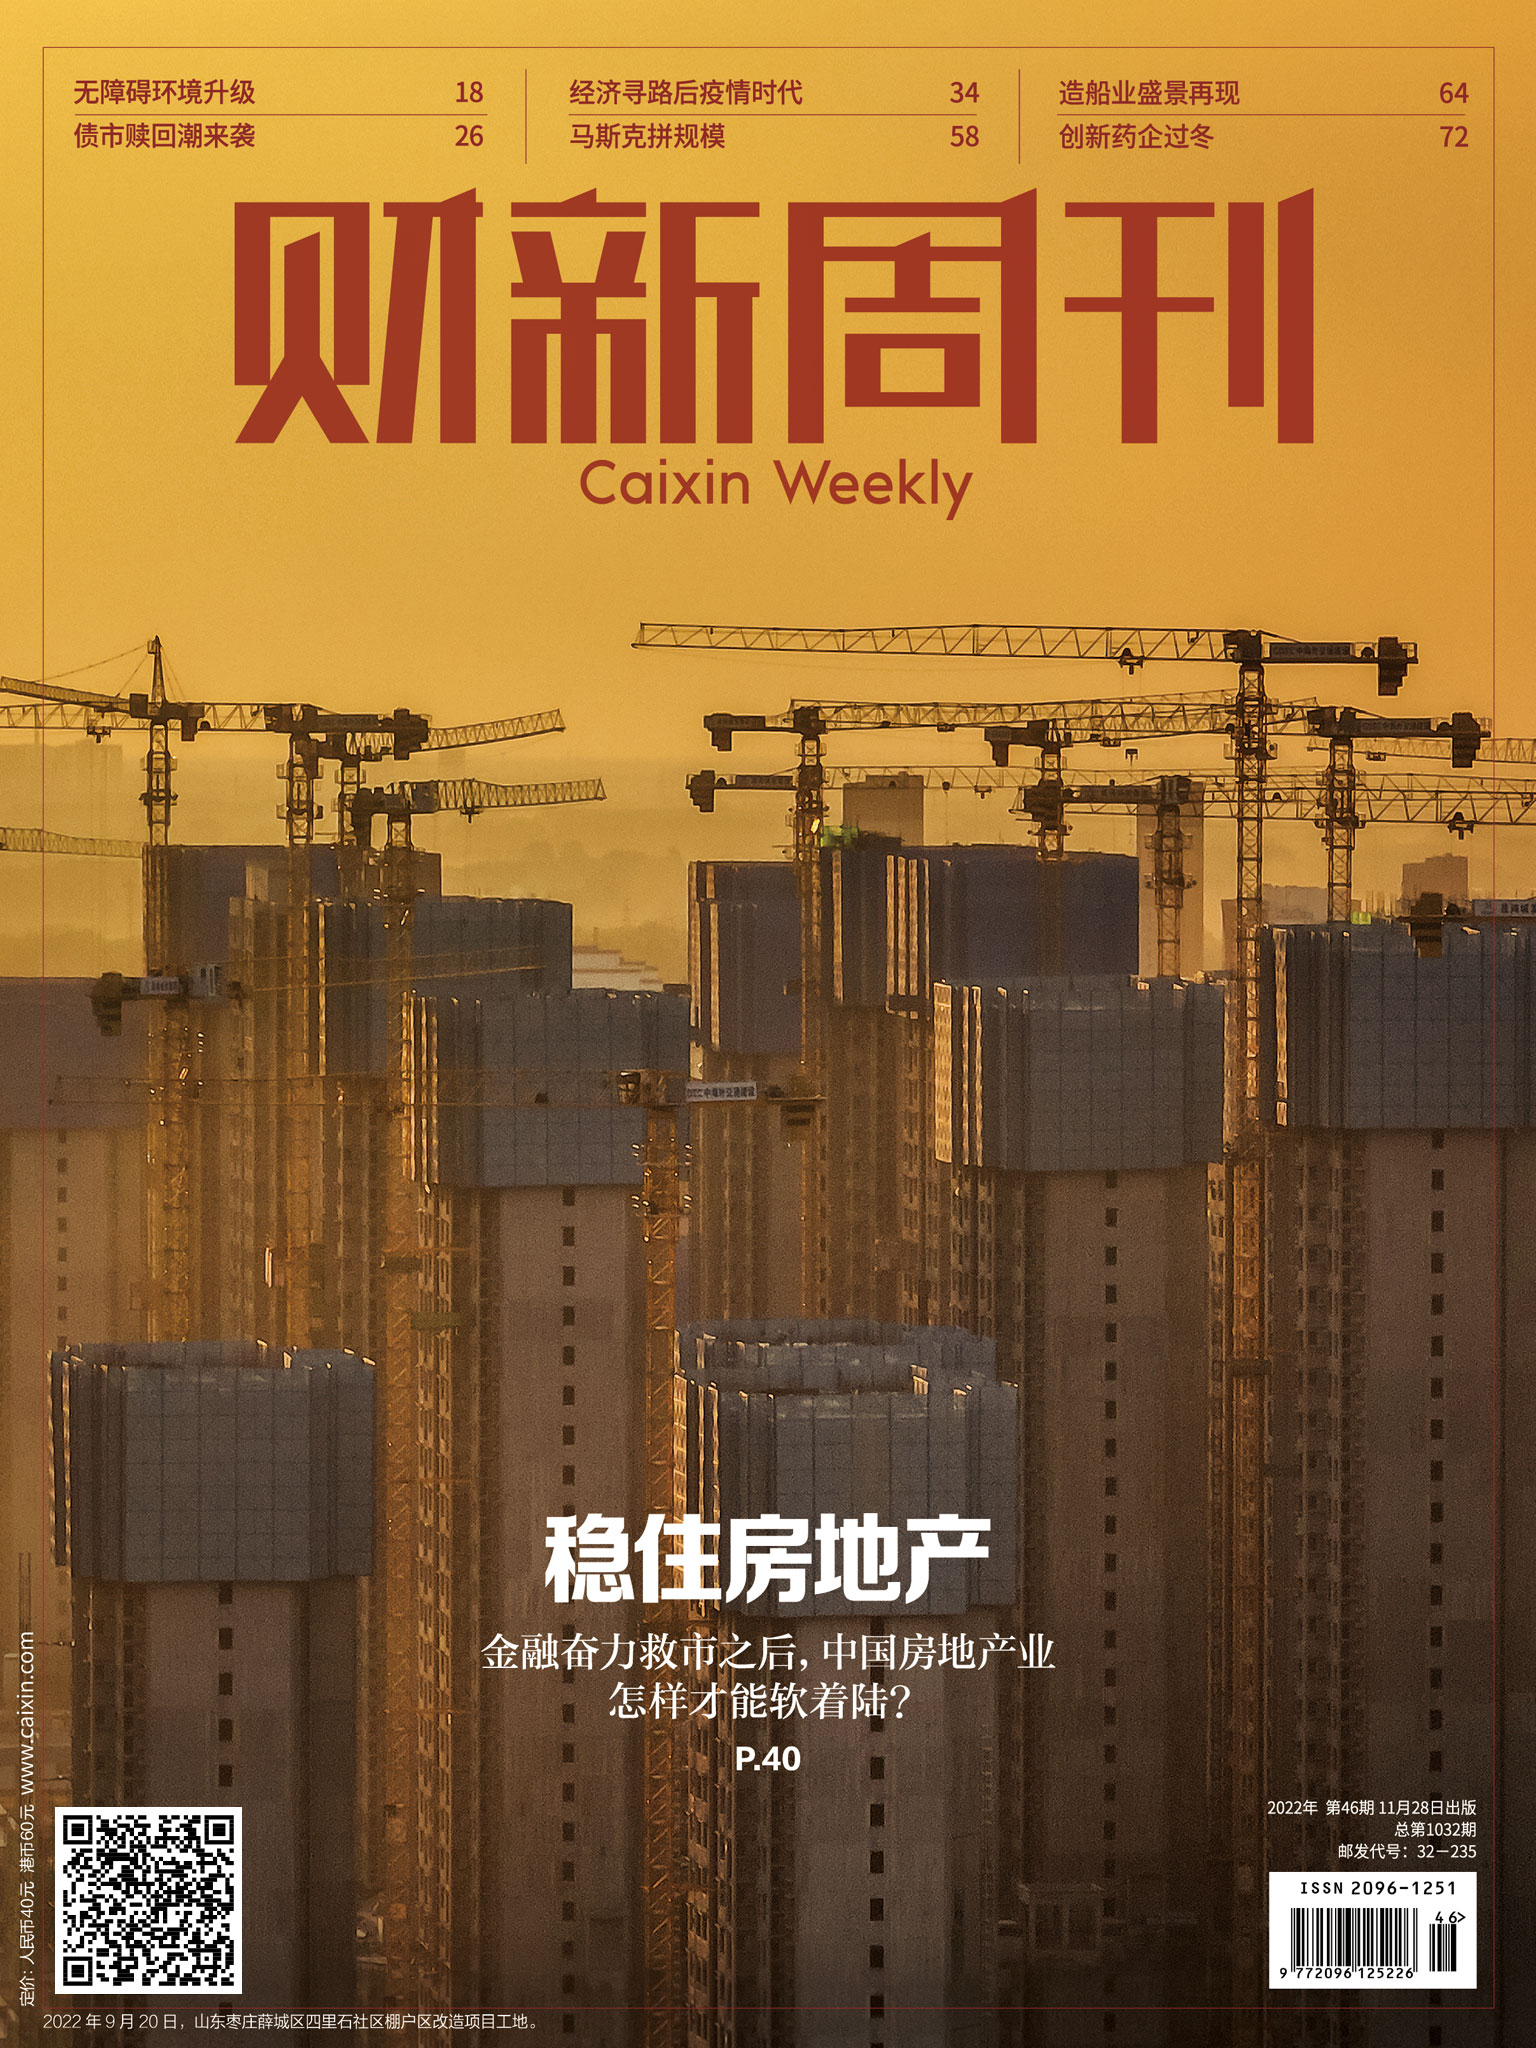 无障碍环境升级 18
债市赎回潮来袭 26
经济寻路后疫情时代 34
马斯克拼规模 58
造船业盛景再现 64
创新药企过冬 72
财新周刊
Caixin Weekly
稳住房地产
金融奋力救市之后，中国房地产业
怎样才能软着陆？
P.40
定价：人民币40元 港币60元 www.caixin.com
2022年 第46期 11月28日出版
总第1032期
邮发代号：32-235
ISSN 2096-1251
46>
9 772096 125226
2022 年 9 月 20 日，山东枣庄薛城区四里石社区棚户区改造项目工地。